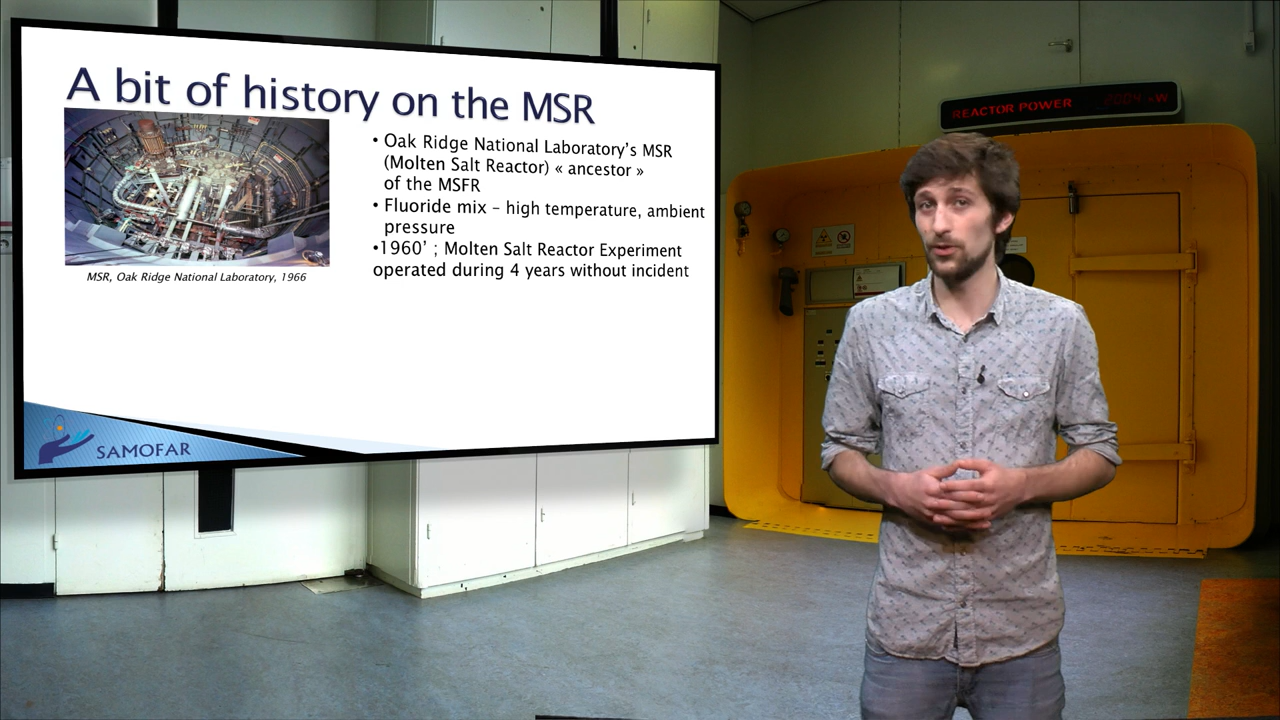 A bit of history on the MSR
• Oak Ridge National Laboratory's MSR
(Molten Salt Reactor) « ancestor »
of the MSFR
• Fluoride mix – high temperature, ambient
pressure
•1960' ; Molten Salt Reactor Experiment
operated during 4 years without incident
MSR, Oak Ridge National Laboratory, 1966
SAMOFAR
REACTOR POWER